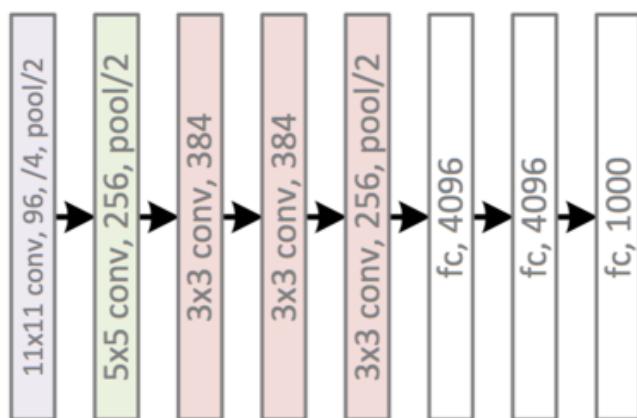 11x11 conv, 96, /4, pool/2
5x5 conv, 256, pool/2
3x3 conv, 384
3x3 conv, 384
3x3 conv, 256, pool/2
fc, 4096
fc, 4096
fc, 1000